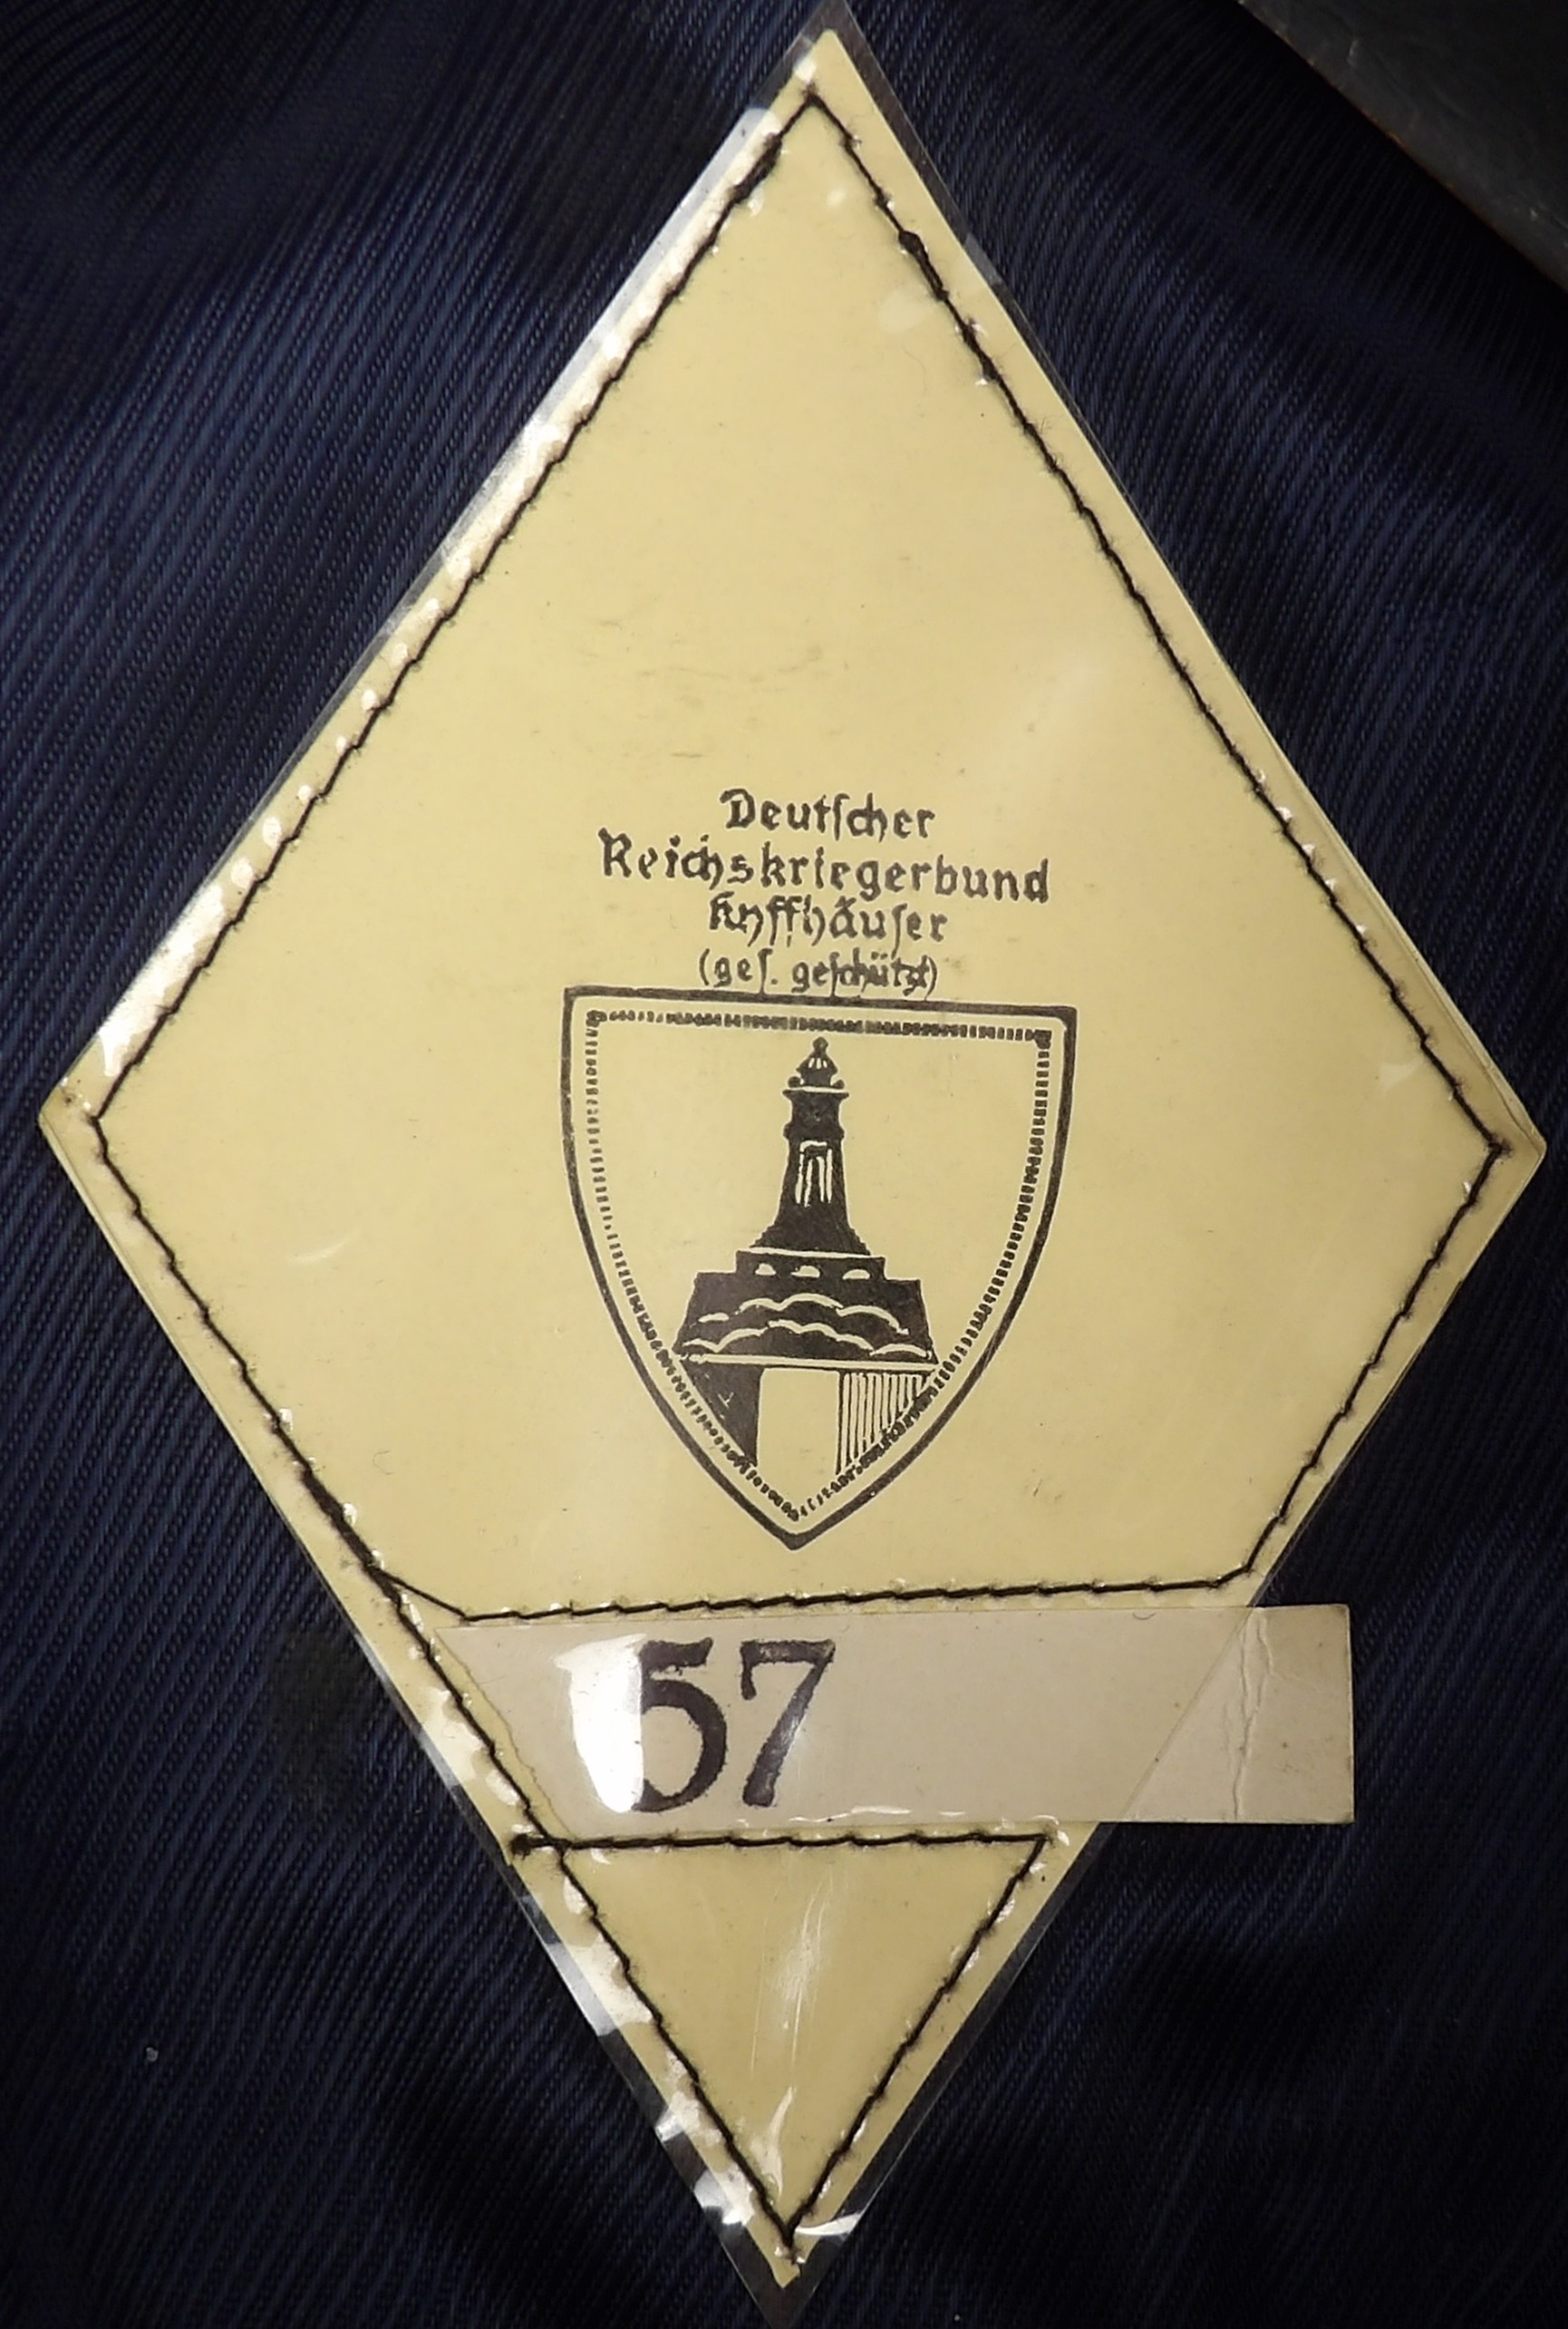 Deutſcher
Reichskriegerbund
Kyffhäuſer
(geſ. geſchützt)
57